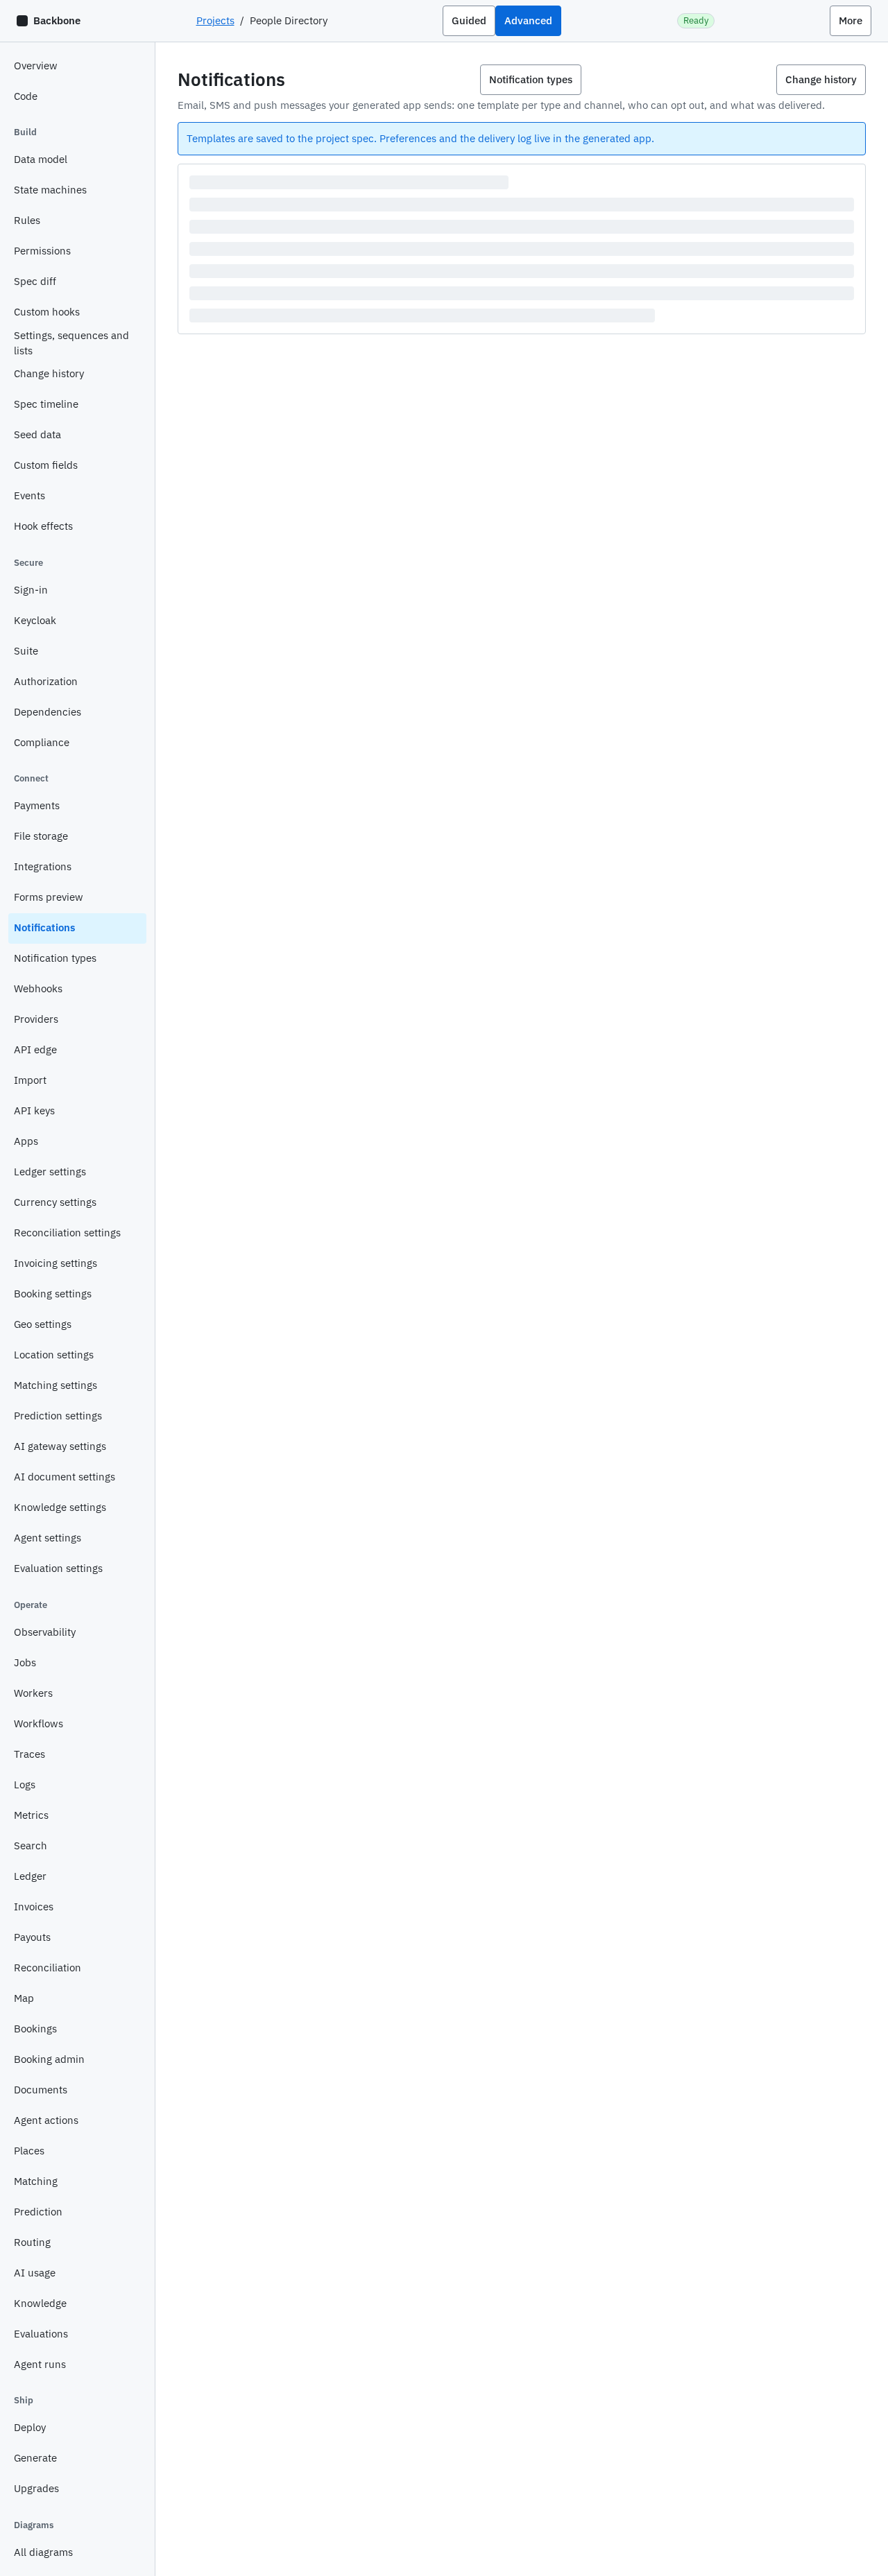 Backbone
Projects / People Directory
Guided
Advanced
Ready
More
Overview
Code
Build
Data model
State machines
Rules
Permissions
Spec diff
Custom hooks
Settings, sequences and
lists
Change history
Spec timeline
Seed data
Custom fields
Events
Hook effects
Secure
Sign-in
Keycloak
Suite
Authorization
Dependencies
Compliance
Connect
Payments
File storage
Integrations
Forms preview
Notifications
Notification types
Webhooks
Providers
API edge
Import
API keys
Apps
Ledger settings
Currency settings
Reconciliation settings
Invoicing settings
Booking settings
Geo settings
Location settings
Matching settings
Prediction settings
AI gateway settings
AI document settings
Knowledge settings
Agent settings
Evaluation settings
Operate
Observability
Jobs
Workers
Workflows
Traces
Logs
Metrics
Search
Ledger
Invoices
Payouts
Reconciliation
Map
Bookings
Booking admin
Documents
Agent actions
Places
Matching
Prediction
Routing
AI usage
Knowledge
Evaluations
Agent runs
Ship
Deploy
Generate
Upgrades
Diagrams
All diagrams
Notifications
Notification types
Change history
Email, SMS and push messages your generated app sends: one template per type and channel, who can opt out, and what was delivered.
Templates are saved to the project spec. Preferences and the delivery log live in the generated app.